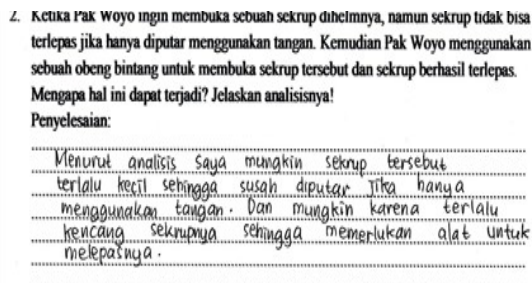 2. Ketika Pak Woyo ingin membuka sebuah sekrup dihelmnya, namun sekrup tidak bisa
terlepas jika hanya diputar menggunakan tangan. Kemudian Pak Woyo menggunakan
sebuah obeng bintang untuk membuka sekrup tersebut dan sekrup berhasil terlepas.
Mengapa hal ini dapat terjadi? Jelaskan analisisnya!
Penyelesaian:
Menurut analisis saya mungkin sekrup tersebut
terlalu kecil sehingga susah diputar jika hanya
menggunakan tangan. Dan mungkin karena terlalu
kencang sekrupnya sehingga memerlukan alat untuk
melepasnya.